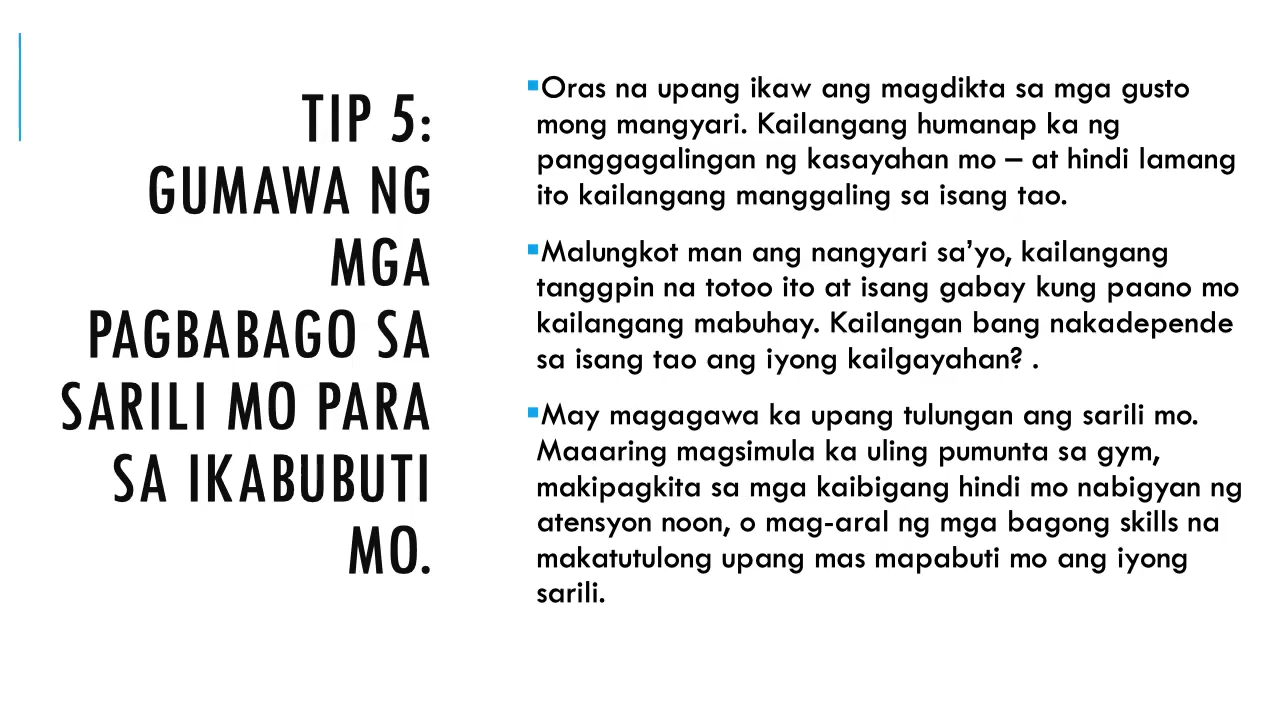 TIP 5:
GUMAWA NG
MGA
PAGBABAGO SA
SARILI MO PARA
SA IKABUBUTI
MO.
▪Oras na upang ikaw ang magdikta sa mga gusto
mong mangyari. Kailangang humanap ka ng
panggagalingan ng kasayahan mo – at hindi lamang
ito kailangang manggaling sa isang tao.
▪Malungkot man ang nangyari sa’yo, kailangang
tanggpin na totoo ito at isang gabay kung paano mo
kailangang mabuhay. Kailangan bang nakadepende
sa isang tao ang iyong kailgayahan? .
▪May magagawa ka upang tulungan ang sarili mo.
Maaaring magsimula ka uling pumunta sa gym,
makipagkita sa mga kaibigang hindi mo nabigyan ng
atensyon noon, o mag-aral ng mga bagong skills na
makatutulong upang mas mapabuti mo ang iyong
sarili.